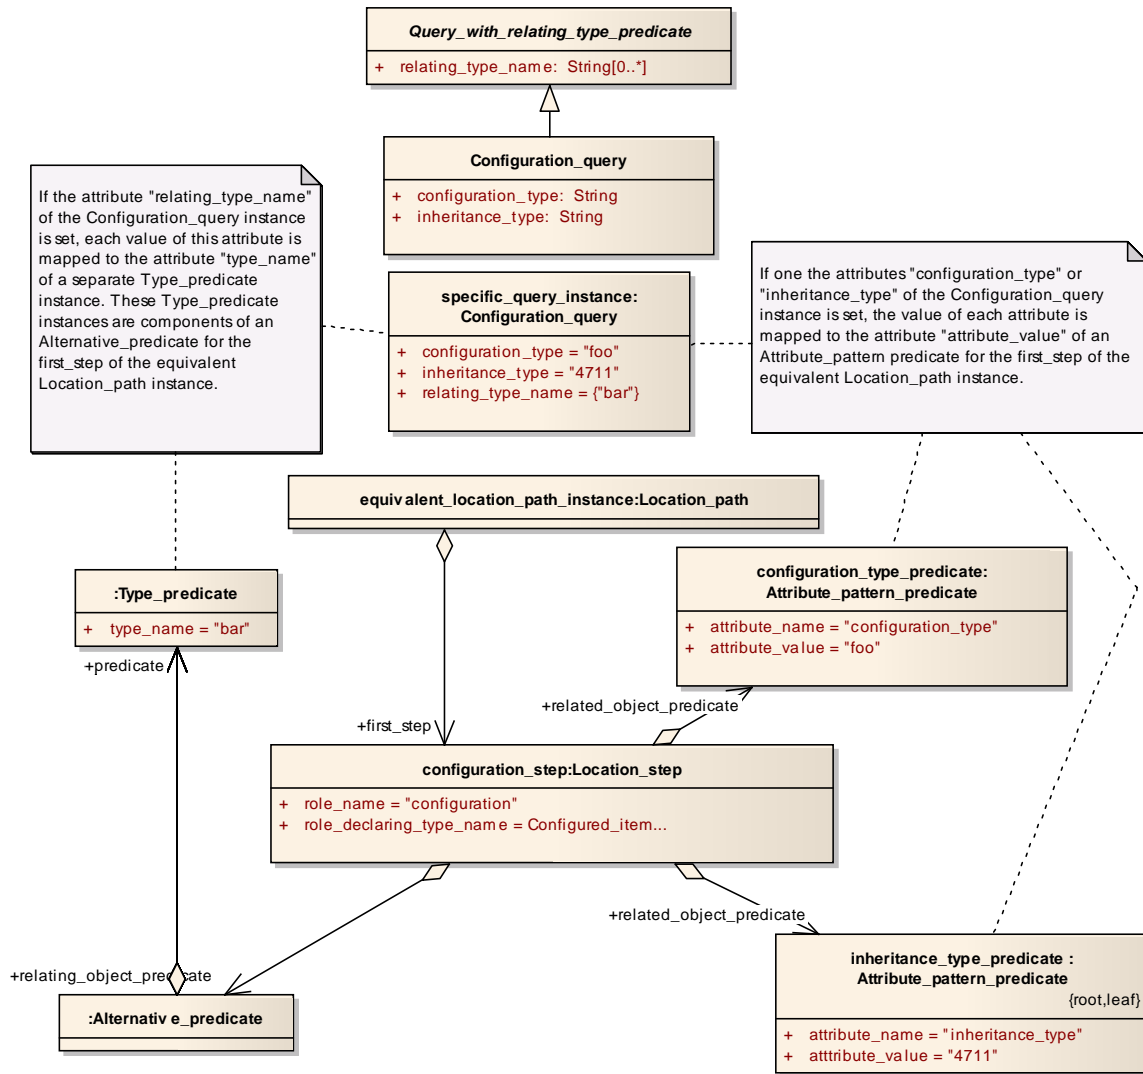 Query_with_relating_type_predicate
+ relating_type_name: String[0..*]
Configuration_query
+ configuration_type: String
+ inheritance_type: String
If the attribute "relating_type_name"
of the Configuration_query instance
is set, each value of this attribute is
mapped to the attribute "type_name"
of a separate Type_predicate
instance. These Type_predicate
instances are components of an
Alternative_predicate for the
first_step of the equivalent
Location_path instance.
specific_query_instance:
Configuration_query
+ configuration_type = "foo"
+ inheritance_type = "4711"
+ relating_type_name = {"bar"}
If one the attributes "configuration_type" or
"inheritance_type" of the Configuration_query
instance is set, the value of each attribute is
mapped to the attribute "attribute_value" of an
Attribute_pattern predicate for the first_step of the
equivalent Location_path instance.
equivalent_location_path_instance:Location_path
:Type_predicate
+ type_name = "bar"
+predicate
configuration_type_predicate:
Attribute_pattern_predicate
+ attribute_name = "configuration_type"
+ attribute_value = "foo"
+related_object_predicate
+first_step
configuration_step:Location_step
+ role_name = "configuration"
+ role_declaring_type_name = Configured_item...
+related_object_predicate
+relating_object_predicate
:Alternative_predicate
inheritance_type_predicate :
Attribute_pattern_predicate
{root,leaf}
+ attribute_name = "inheritance_type"
+ atttribute_value = "4711"